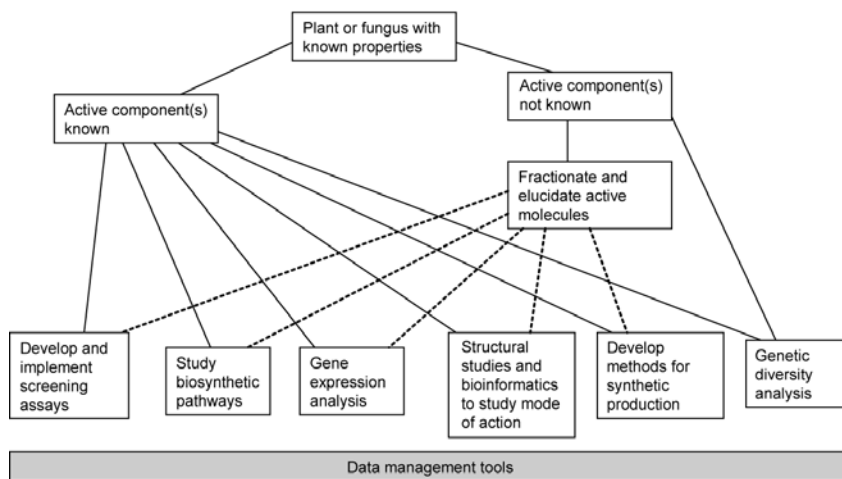 Plant or fungus with
known properties
Active component(s)
known
Active component(s)
not known
Fractionate and
elucidate active
molecules
Develop and
implement
screening
assays
Study
biosynthetic
pathways
Gene
expression
analysis
Structural
studies and
bioinformatics
to study mode
of action
Develop
methods for
synthetic
production
Genetic
diversity
analysis
Data management tools